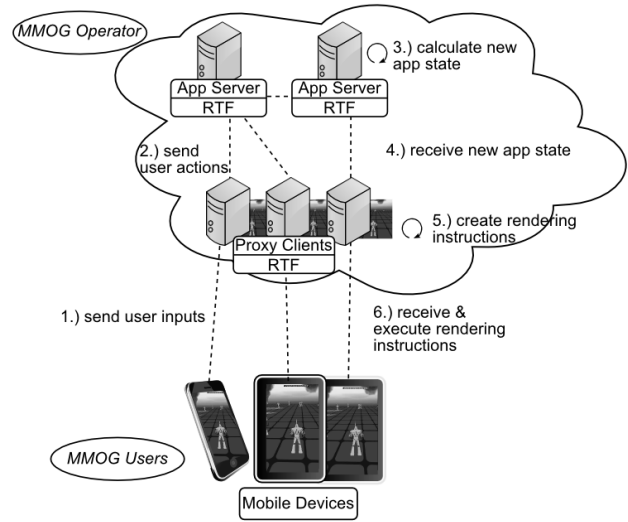 MMOG Operator
3.) calculate new
app state
App Server
RTF
App Server
RTF
2.) send
user actions
4.) receive new app state
5.) create rendering
instructions
Proxy Clients
RTF
1.) send user inputs
6.) receive &
execute rendering
instructions
MMOG Users
Mobile Devices